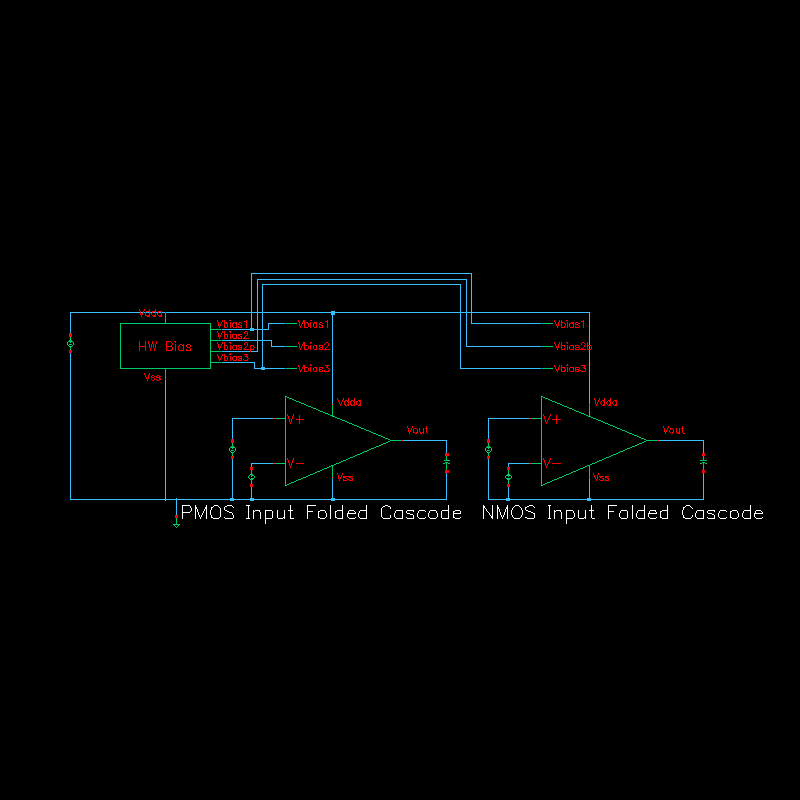 Vdda
HW Bias
Vss
Vbias1
Vbias2
Vbias2p
Vbias3
Vbias1
Vbias2
Vbias3
Vdda
V+
V-
Vss
Vout
PMOS Input Folded Cascode
Vbias1
Vbias2b
Vbias3
Vdda
V+
V-
Vss
Vout
NMOS Input Folded Cascode